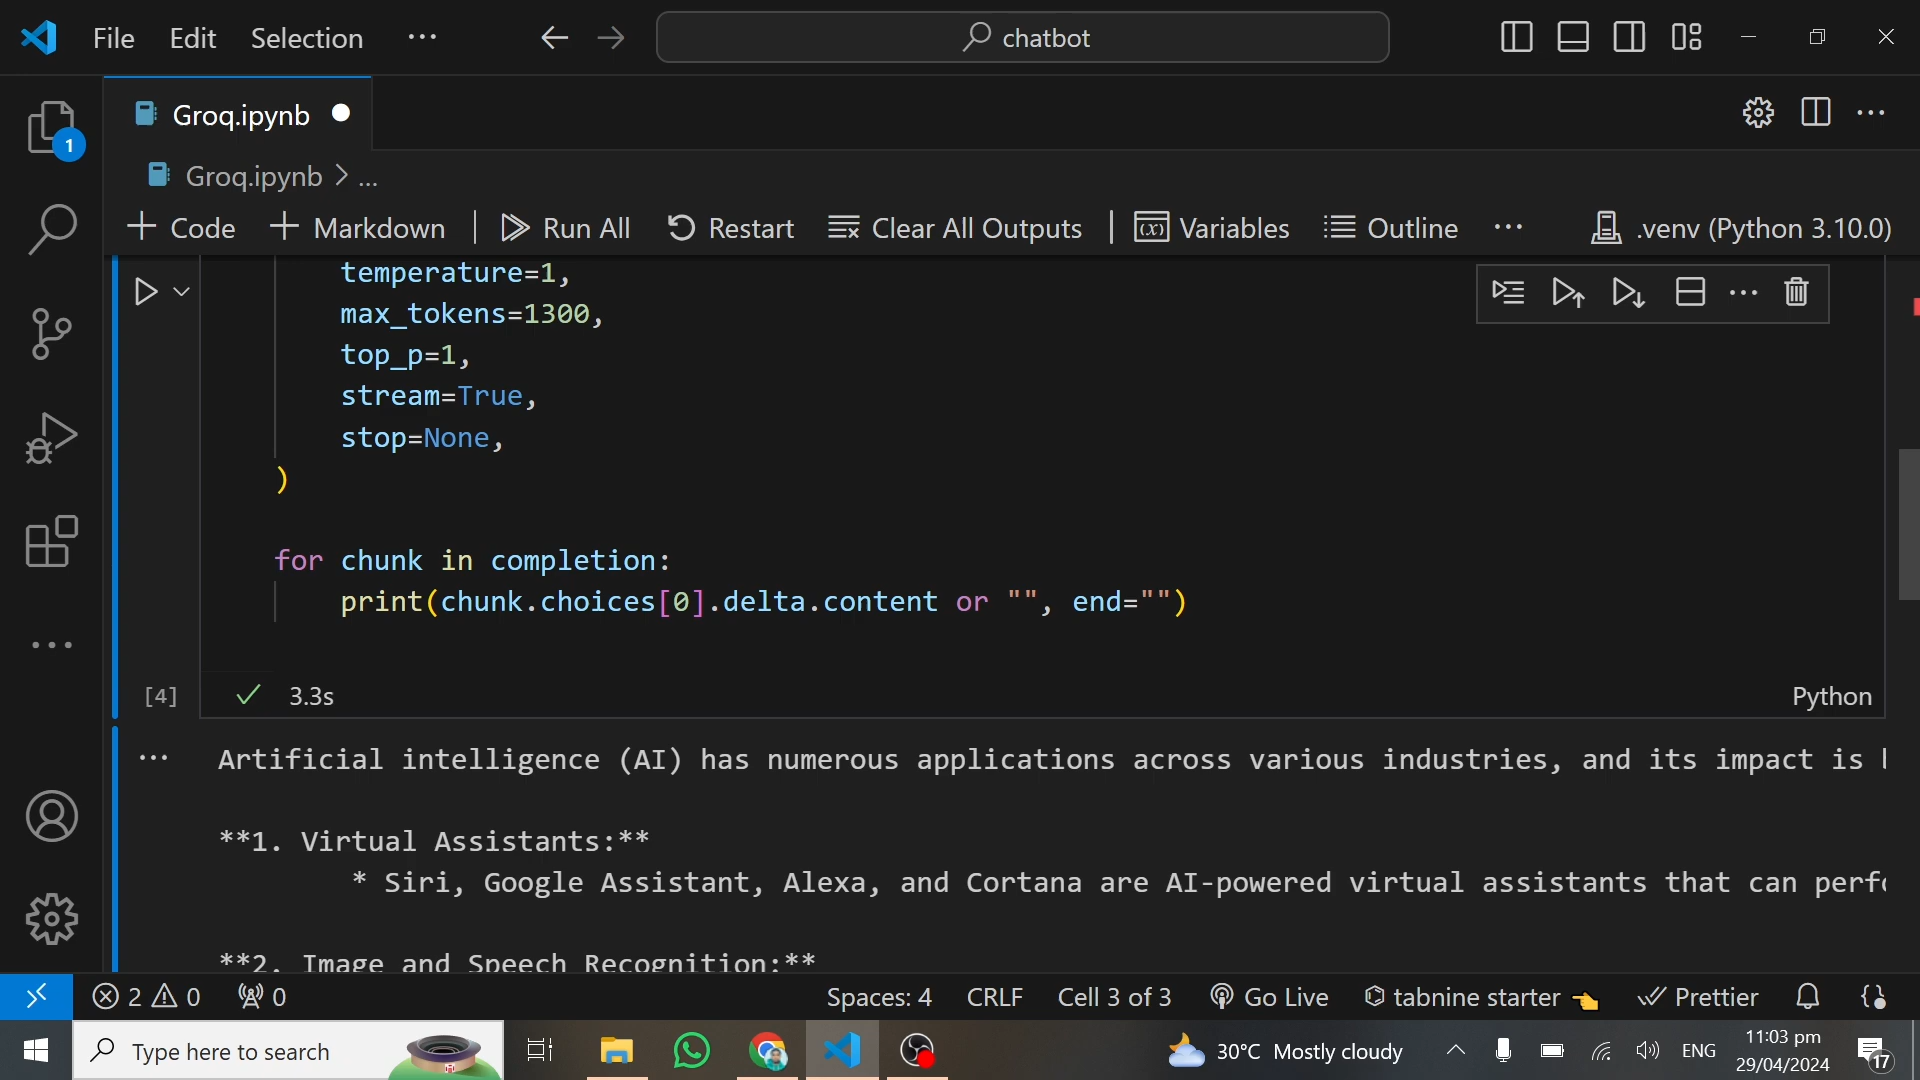 File Edit Selection ... chatbot
Groq.ipynb
1
Groq.ipynb > ...
Code Markdown Run All Restart Clear All Outputs Variables Outline ... .venv (Python 3.10.0)
temperature=1,
max_tokens=1300,
top_p=1,
stream=True,
stop=None,
)
for chunk in completion:
print(chunk.choices[0].delta.content or "", end="")
[4] 3.3s Python
... Artificial intelligence (AI) has numerous applications across various industries, and its impact is
**1. Virtual Assistants:**
* Siri, Google Assistant, Alexa, and Cortana are AI-powered virtual assistants that can
**2. Image and Speech Recognition:**
2 0 0 Spaces: 4 CRLF Cell 3 of 3 Go Live tabnine starter Prettier
Type here to search 30°C Mostly cloudy ENG 11:03 pm
29/04/2024
17